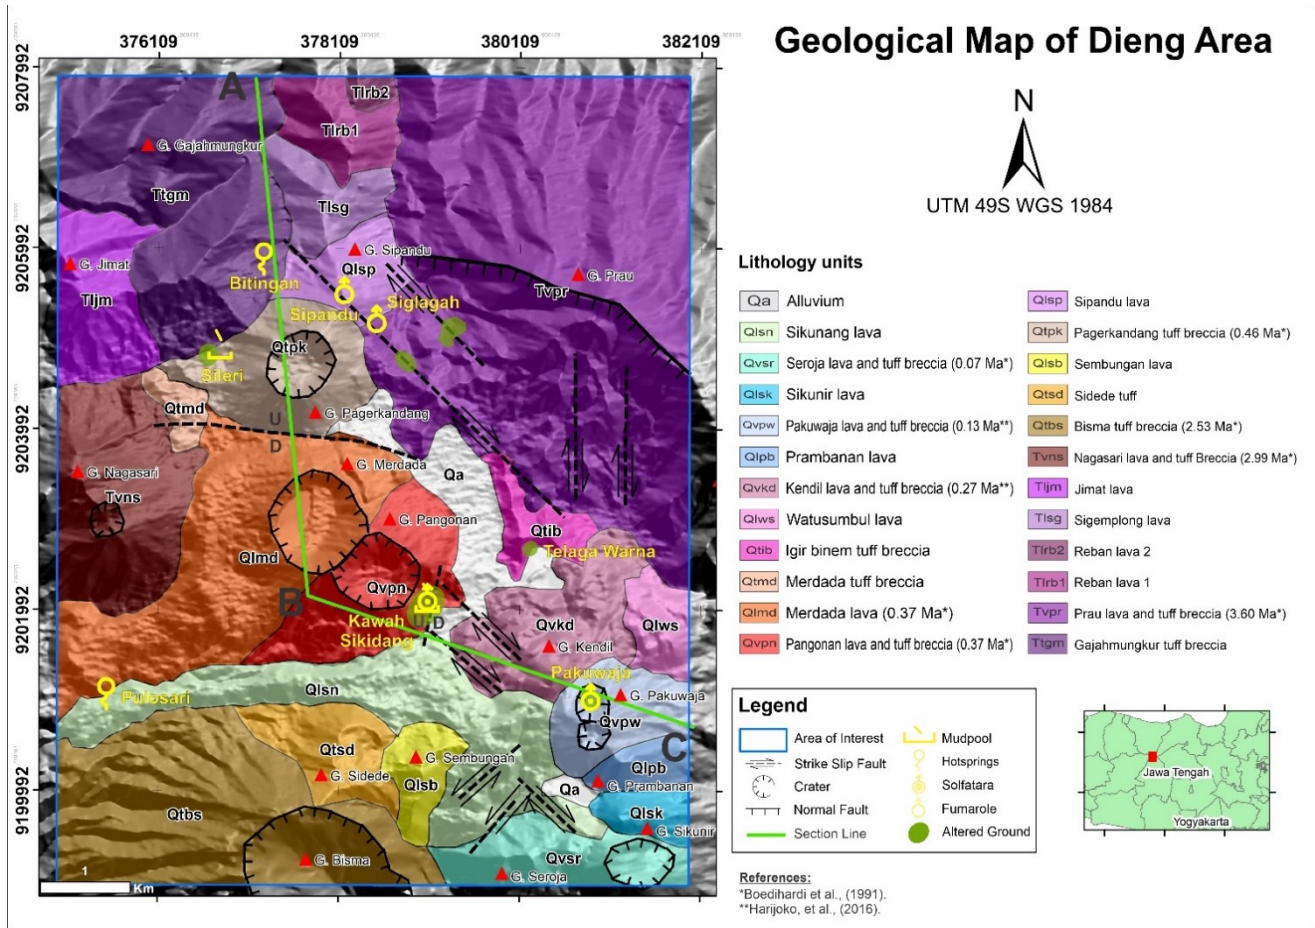 Geological Map of Dieng Area
N
UTM 49S WGS 1984
376109
378109
380109
382109
9207992
9205992
9203992
9201992
9199992
A
Tlrb2
Tlrb1
G. Gajahmungkur
Ttgm
Tlsg
G. Jimat
Tljm
Bitingan
G. Sipandu
Qlsp
Siglagah
Sipandu
G. Prau
Tvpr
Qtpk
Sileri
Qtmd
G. Pagerkandang
U
D
G. Nagasari
Tvns
G. Merdada
Qa
G. Pangonan
Qlmd
Qtib
Telaga Warna
Qvpn
B
Kawah
Sikidang
U
D
Qvkd
Qlws
G. Kendil
Pulosari
Qlsn
Pakuwaja
G. Pakuwaja
Qvpw
C
Qtsd
G. Sidede
G. Sembungan
Qlsb
Qlpb
G. Prambanan
Qa
Qlsk
G. Sikunir
Qtbs
G. Bisma
Qvsr
G. Seroja
1
Km
Lithology units
Qa Alluvium
Qlsn Sikunang lava
Qvsr Seroja lava and tuff breccia (0.07 Ma*)
Qlsk Sikunir lava
Qvpw Pakuwaja lava and tuff breccia (0.13 Ma**)
Qlpb Prambanan lava
Qvkd Kendil lava and tuff breccia (0.27 Ma**)
Qlws Watusumbul lava
Qtib Igir binem tuff breccia
Qtmd Merdada tuff breccia
Qlmd Merdada lava (0.37 Ma*)
Qvpn Pangonan lava and tuff breccia (0.37 Ma*)
Qlsp Sipandu lava
Qtpk Pagerkandang tuff breccia (0.46 Ma*)
Qlsb Sembungan lava
Qtsd Sidede tuff
Qtbs Bisma tuff breccia (2.53 Ma*)
Tvns Nagasari lava and tuff Breccia (2.99 Ma*)
Tljm Jimat lava
Tlsg Sigemplong lava
Tlrb2 Reban lava 2
Tlrb1 Reban lava 1
Tvpr Prau lava and tuff breccia (3.60 Ma*)
Ttgm Gajahmungkur tuff breccia
Legend
Area of Interest
Strike Slip Fault
Crater
Normal Fault
Section Line
Mudpool
Hotsprings
Solfatara
Fumarole
Altered Ground
Jawa Tengah
Yogyakarta
References:
*Boedihardi et al., (1991).
**Harijoko, et al., (2016).